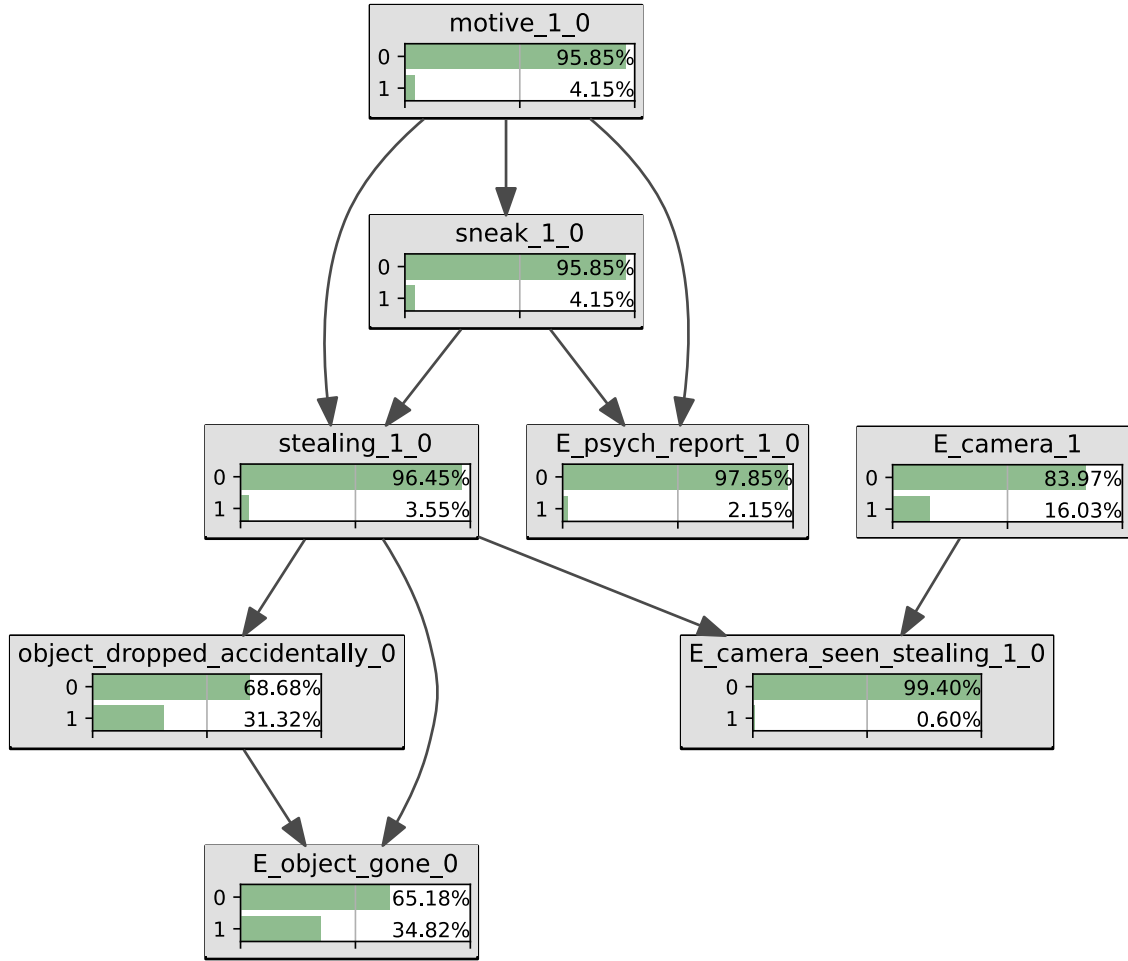 motive_1_0
0 95.85%
1 4.15%
sneak_1_0
0 95.85%
1 4.15%
stealing_1_0
0 96.45%
1 3.55%
E_psych_report_1_0
0 97.85%
1 2.15%
E_camera_1
0 83.97%
1 16.03%
object_dropped_accidentally_0
0 68.68%
1 31.32%
E_camera_seen_stealing_1_0
0 99.40%
1 0.60%
E_object_gone_0
0 65.18%
1 34.82%